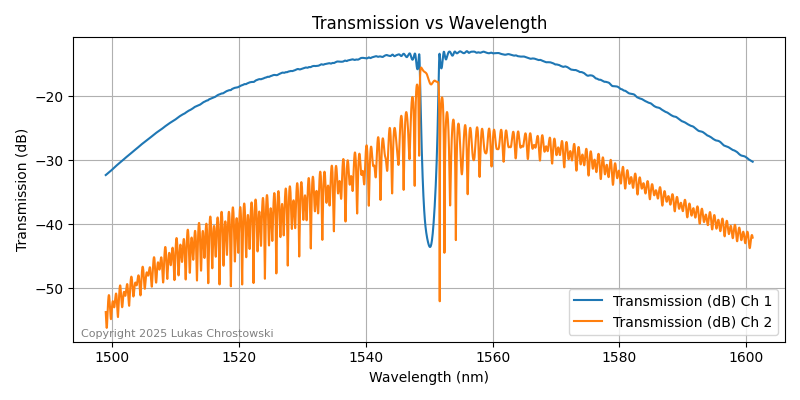 Transmission vs Wavelength
Transmission (dB)
−20
−30
−40
−50
Transmission (dB) Ch 1
Transmission (dB) Ch 2
Copyright 2025 Lukas Chrostowski
1500
1520
1540
1560
1580
1600
Wavelength (nm)